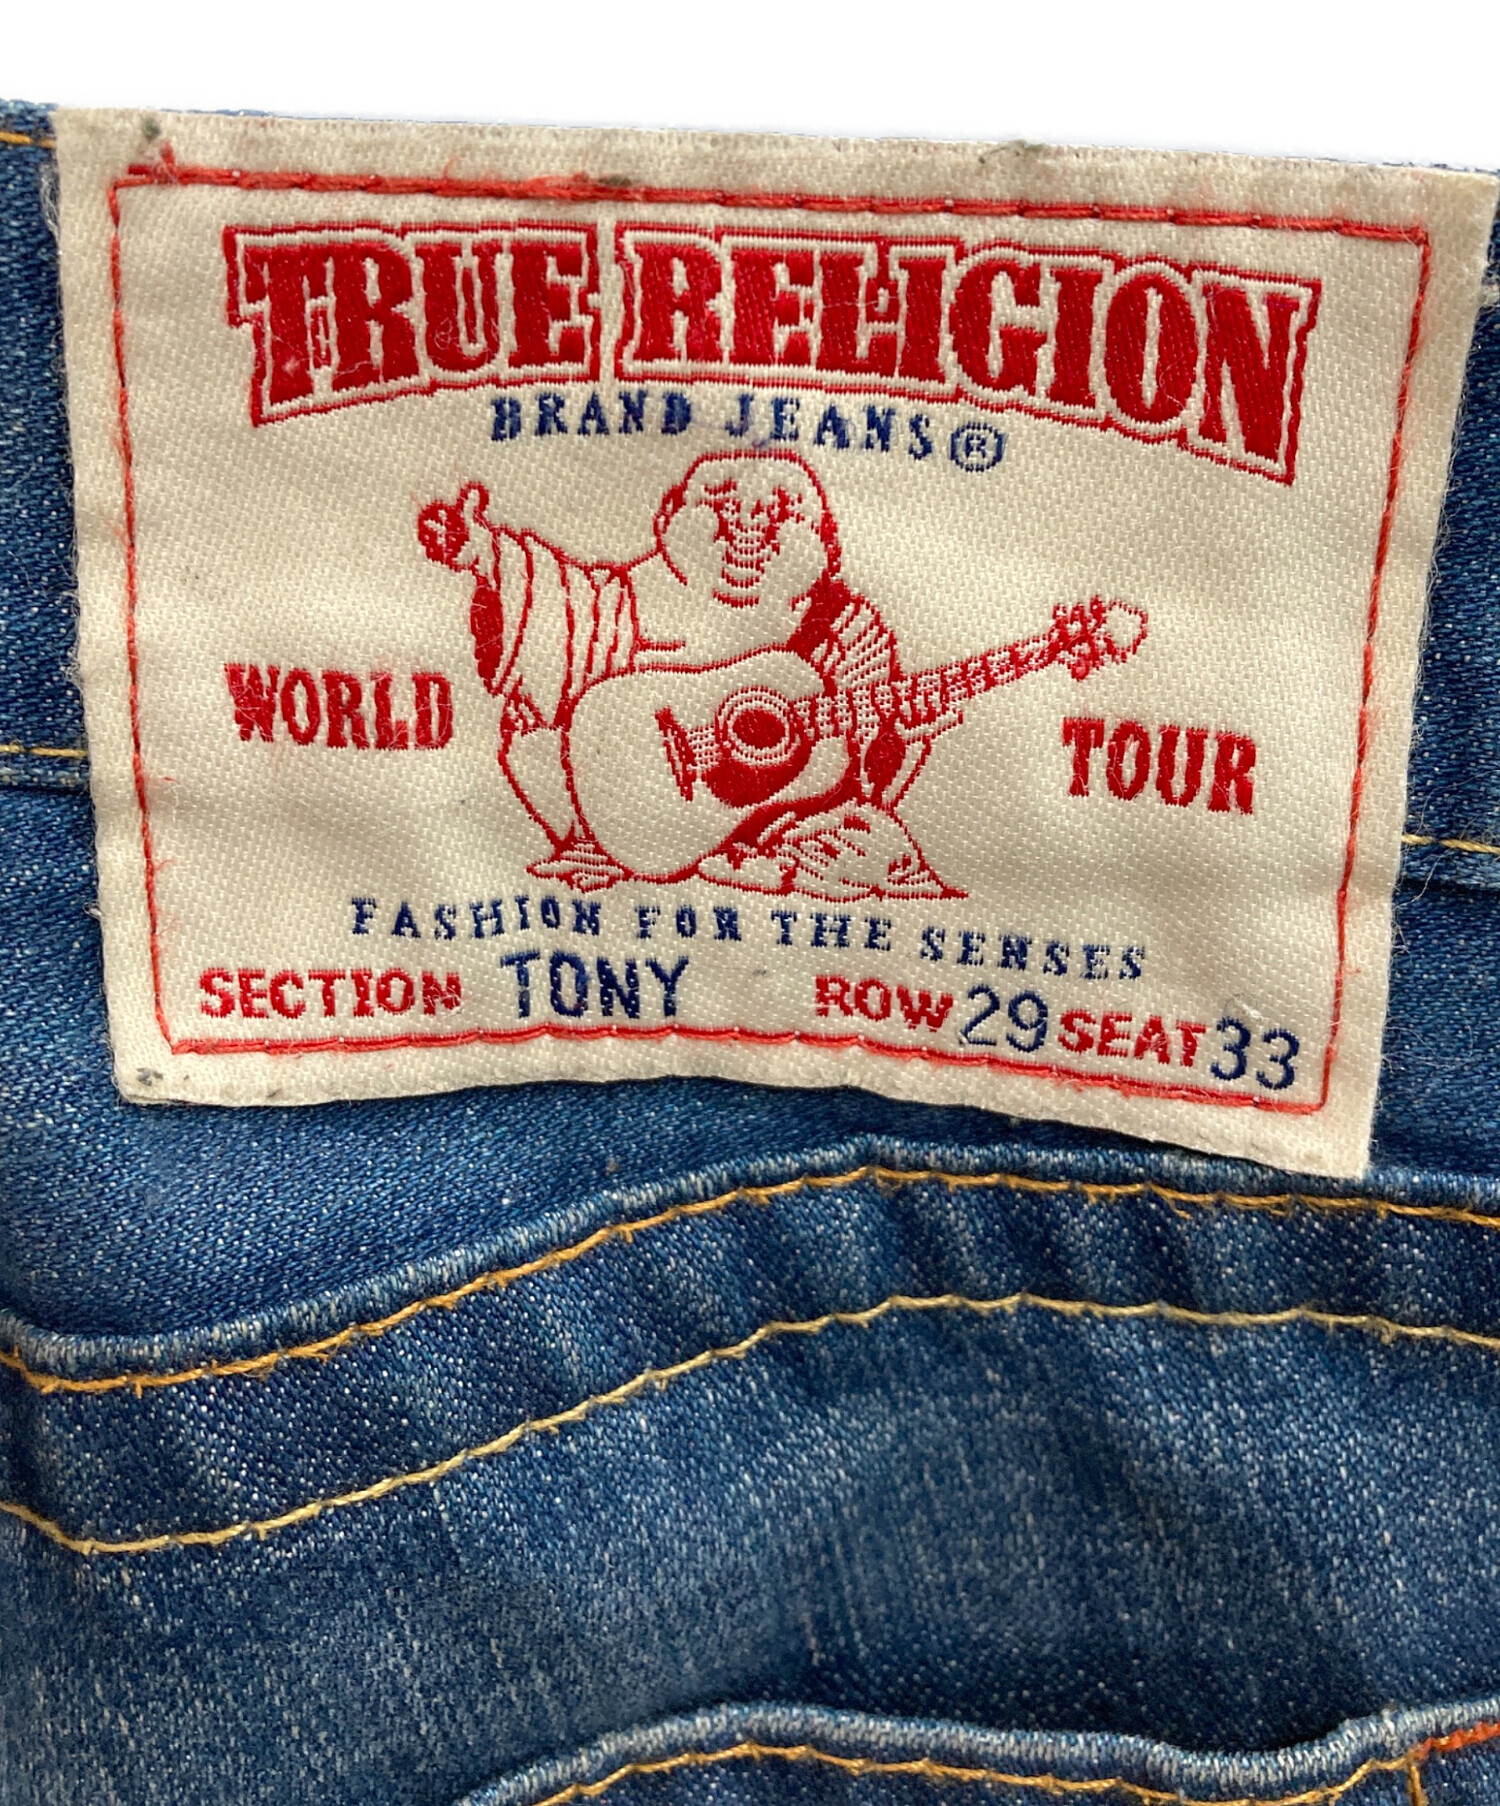 TRUE RELIGION
BRAND JEANS®
WORLD TOUR
FASHION FOR THE SENSES
SECTION TONY ROW 29 SEAT 33